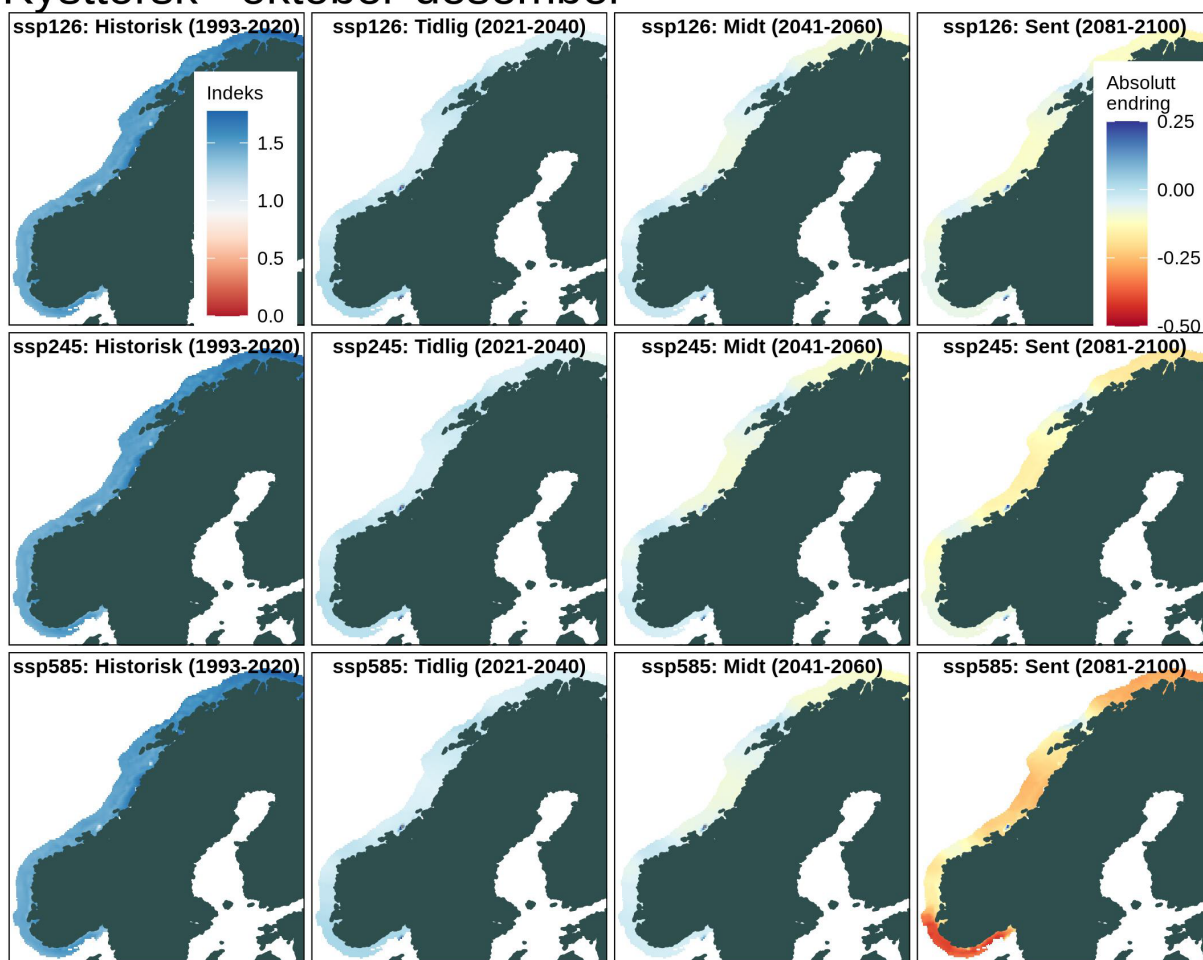 Kysttorsk - oktober-desember
ssp126: Historisk (1993-2020)
ssp126: Tidlig (2021-2040)
ssp126: Midt (2041-2060)
ssp126: Sent (2081-2100)
Indeks
1.5
1.0
0.5
0.0
Absolutt
endring
0.25
0.00
-0.25
-0.50
ssp245: Historisk (1993-2020)
ssp245: Tidlig (2021-2040)
ssp245: Midt (2041-2060)
ssp245: Sent (2081-2100)
ssp585: Historisk (1993-2020)
ssp585: Tidlig (2021-2040)
ssp585: Midt (2041-2060)
ssp585: Sent (2081-2100)